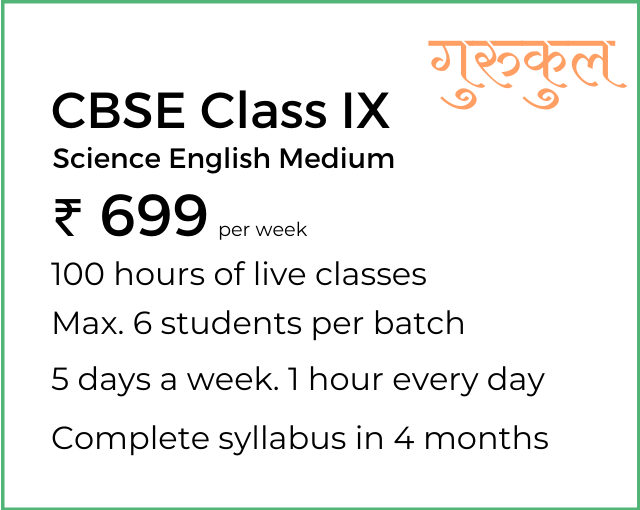 गुरुकुल
CBSE Class IX
Science English Medium
₹ 699 per week
100 hours of live classes
Max. 6 students per batch
5 days a week. 1 hour every day
Complete syllabus in 4 months